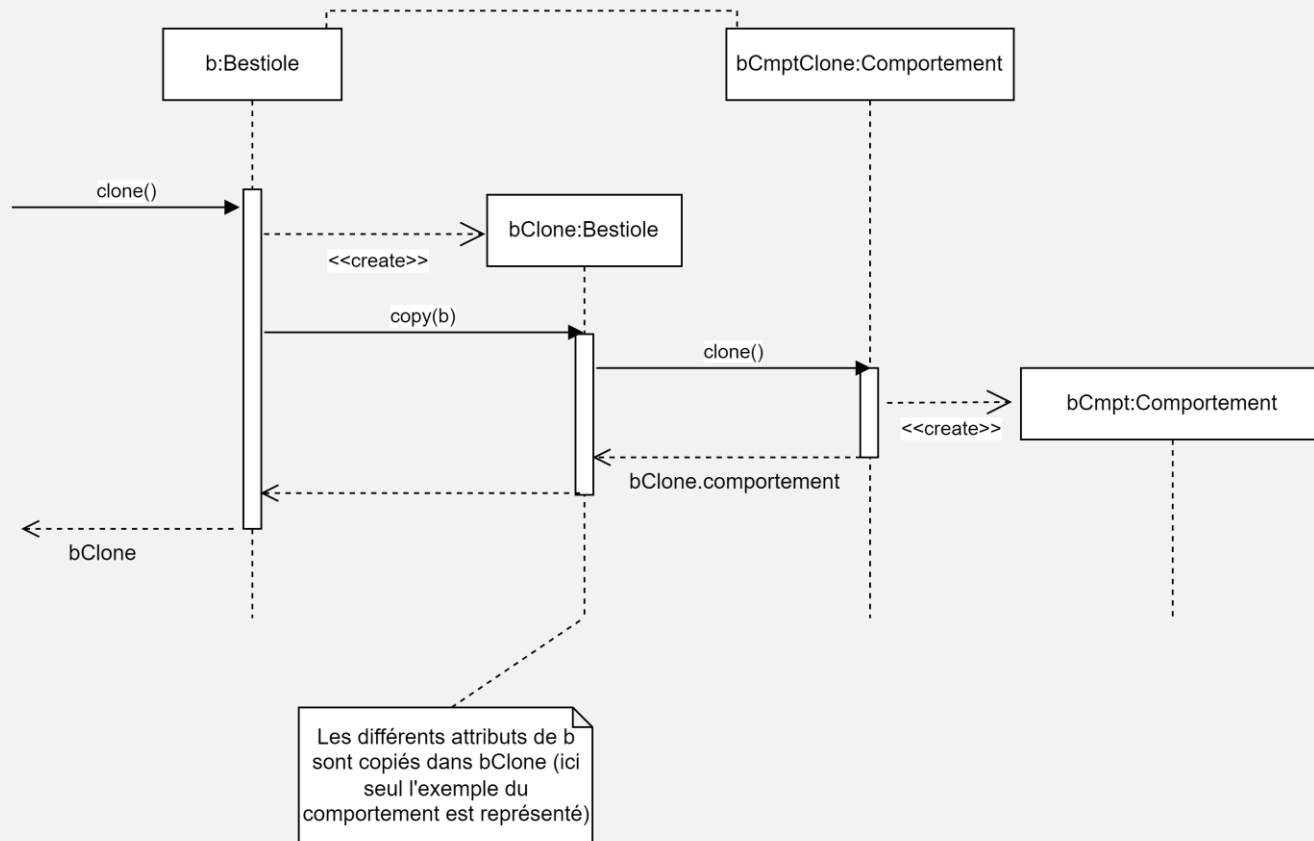 b:Bestiole
bCmptClone:Comportement
clone()
bClone:Bestiole
<<create>>
copy(b)
clone()
bCmpt:Comportement
<<create>>
bClone.comportement
bClone
Les différents attributs de b
sont copiés dans bClone (ici
seul l'exemple du
comportement est représenté)